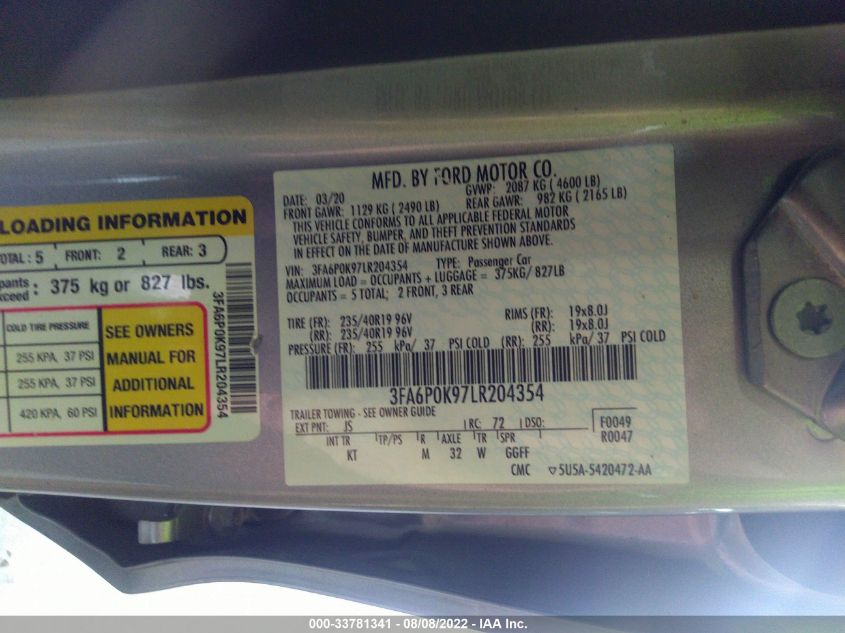 MFD. BY FORD MOTOR CO.
DATE: 03/20 GVWP: 2087 KG ( 4600 LB)
FRONT GAWR: 1129 KG ( 2490 LB) REAR GAWR: 982 KG ( 2165 LB)
THIS VEHICLE CONFORMS TO ALL APPLICABLE FEDERAL MOTOR
VEHICLE SAFETY, BUMPER, AND THEFT PREVENTION STANDARDS
IN EFFECT ON THE DATE OF MANUFACTURE SHOWN ABOVE.
VIN: 3FA6P0K97LR204354 TYPE: Passenger Car
MAXIMUM LOAD = OCCUPANTS + LUGGAGE = 375KG/ 827LB
OCCUPANTS = 5 TOTAL; 2 FRONT, 3 REAR
TIRE (FR): 235/40R19 96V RIMS (FR): 19x8.0J
(RR): 235/40R19 96V (RR): 19x8.0J
PRESSURE (FR): 255 kPa/ 37 PSI COLD (RR): 255 kPa/ 37 PSI COLD
3FA6P0K97LR204354
TRAILER TOWING - SEE OWNER GUIDE
EXT PNT: JS RC: 72 DSO: F0049
INT TR TP/PS R AXLE TR SPR R0047
KT M 32 W GGFF
CMC 5U5A-5420472-AA
LOADING INFORMATION
TOTAL : 5 FRONT: 2 REAR: 3
375 kg or 827 lbs.
COLD TIRE PRESSURE
255 KPA, 37 PSI
255 KPA, 37 PSI
420 KPA, 60 PSI
SEE OWNERS
MANUAL FOR
ADDITIONAL
INFORMATION
3FA6P0K97LR204354
000-33781341 - 08/08/2022 - IAA Inc.